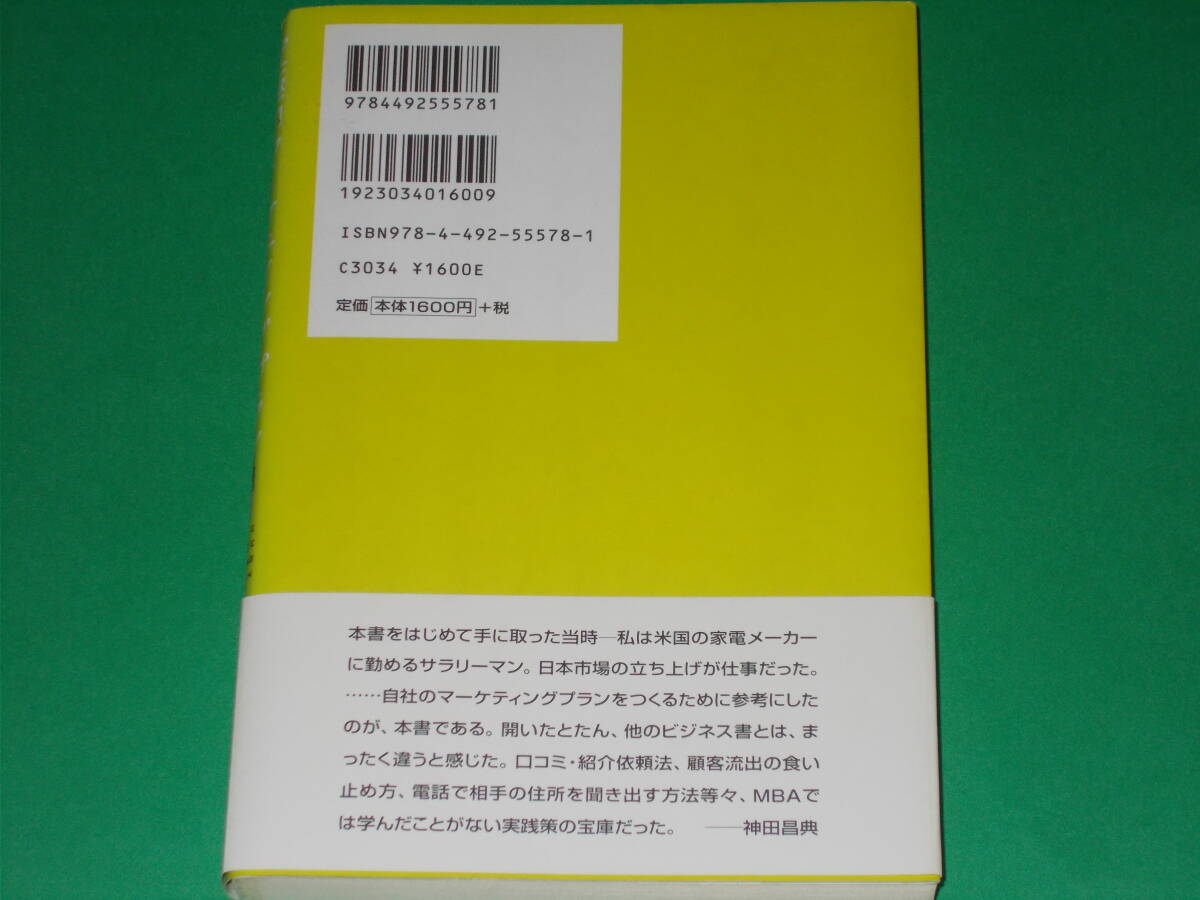 9784492555781
1923034016009
ISBN978-4-492-55578-1
C3034 ¥1600E
定価 本体1600円 +税
本書をはじめて手に取った当時―私は米国の家電メーカー
に勤めるサラリーマン。日本市場の立ち上げが仕事だった。
……自社のマーケティングプランをつくるために参考にした
のが、本書である。開いたとたん、他のビジネス書とは、ま
ったく違うと感じた。口コミ・紹介依頼法、顧客流出の食い
止め方、電話で相手の住所を聞き出す方法等々、MBAで
は学んだことがない実践策の宝庫だった。 ――神田昌典